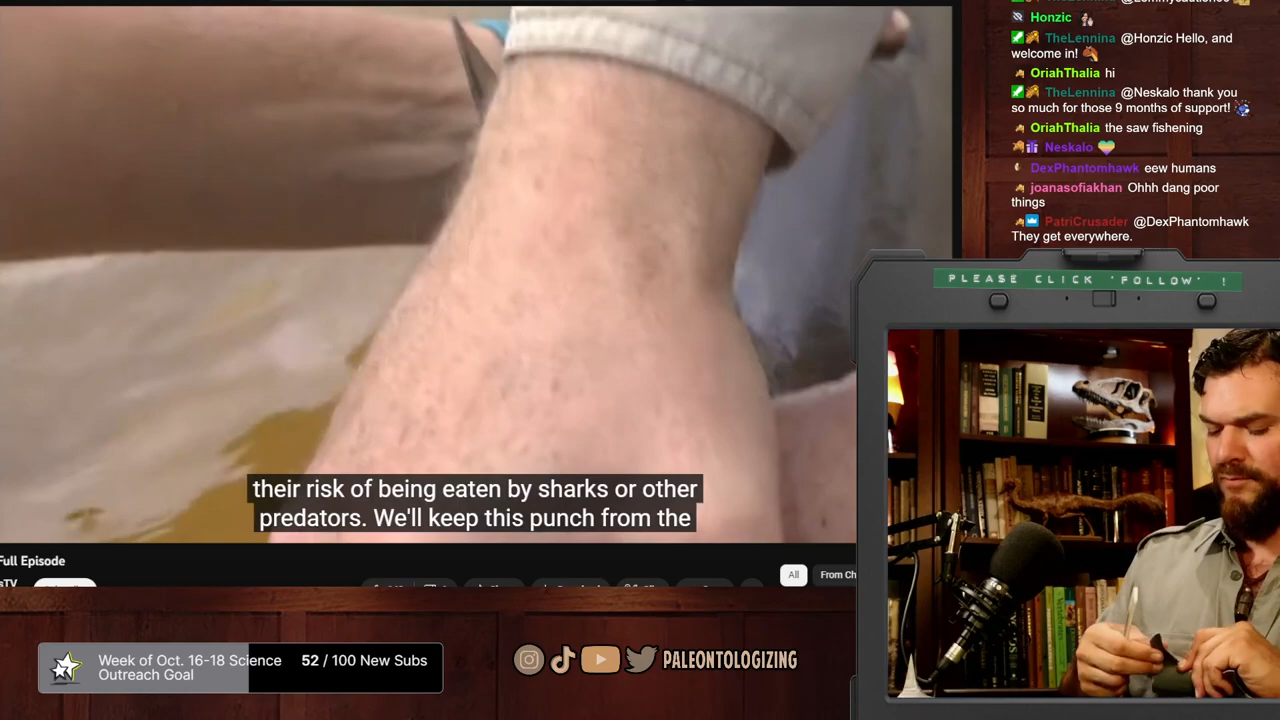 Honzic
TheLennina @Honzic Hello, and
welcome in!
OriahThalia hi
TheLennina @Neskalo thank you
so much for those 9 months of support!
OriahThalia the saw fishening
Neskalo
DexPhantomhawk eew humans
joanasofiakhan Ohhh dang poor
things
PatriCrusader @DexPhantomhawk
They get everywhere.
PLEASE CLICK "FOLLOW" !
their risk of being eaten by sharks or other
predators. We'll keep this punch from the
Full Episode
sTV
All
From Ch
Week of Oct. 16-18 Science
Outreach Goal
52 / 100 New Subs
PALEONTOLOGIZING